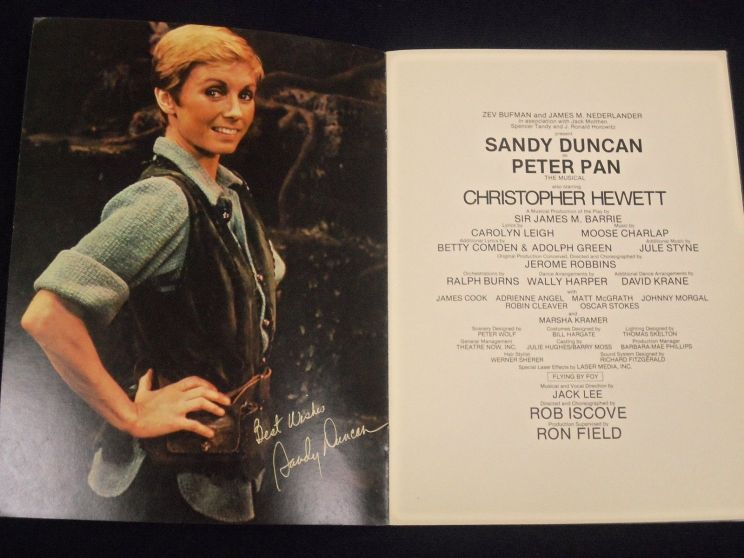 Best Wishes
Sandy Duncan
ZEV BUFMAN and JAMES M. NEDERLANDER
in association with Jack Molthen
Spencer Tandy and J. Ronald Horowitz
present
SANDY DUNCAN
as
PETER PAN
THE MUSICAL
also starring
CHRISTOPHER HEWETT
A Musical Production of the Play by
SIR JAMES M. BARRIE
Lyrics by Music by
CAROLYN LEIGH MOOSE CHARLAP
Additional Lyrics by Additional Music by
BETTY COMDEN & ADOLPH GREEN JULE STYNE
Original Production Conceived, Directed and Choreographed by
JEROME ROBBINS
Orchestrations by Dance Arrangements by Additional Dance Arrangements by
RALPH BURNS WALLY HARPER DAVID KRANE
with
JAMES COOK ADRIENNE ANGEL MATT McGRATH JOHNNY MORGAL
ROBIN CLEAVER OSCAR STOKES
and
MARSHA KRAMER
Scenery Designed by Costumes Designed by Lighting Designed by
PETER WOLF BILL HARGATE THOMAS SKELTON
General Management Casting by Production Manager
THEATRE NOW, INC. JULIE HUGHES/BARRY MOSS BARBARA-MAE PHILLIPS
Hair Stylist Sound System Designed by
WERNER SHERER RICHARD FITZGERALD
Special Laser Effects by LASER MEDIA, INC.
FLYING BY FOY
Musical and Vocal Direction by
JACK LEE
Directed and Choreographed by
ROB ISCOVE
Production Supervised by
RON FIELD